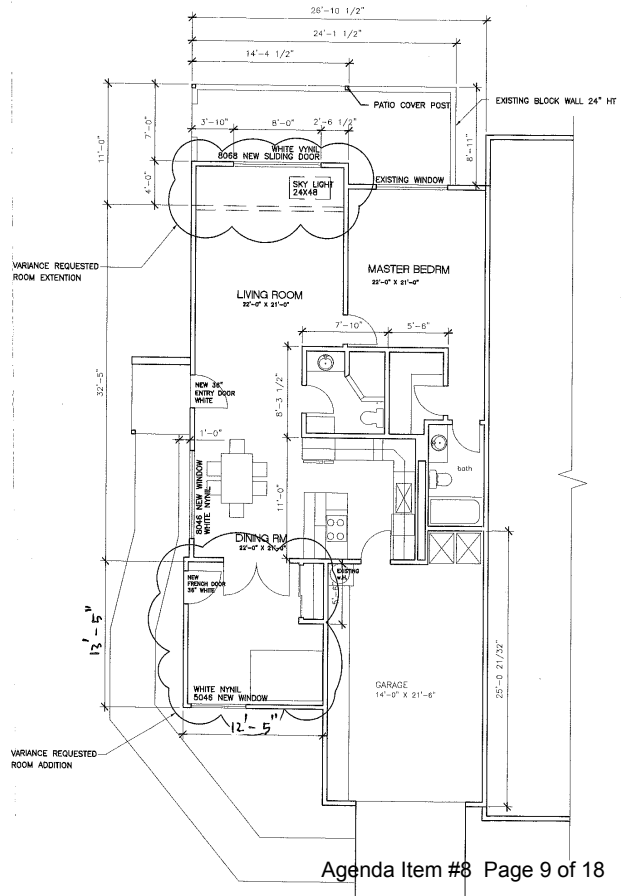 26'-10 1/2"
24'-1 1/2"
14'-4 1/2"
PATIO COVER POST
EXISTING BLOCK WALL 24" HT
11'-0"
7'-0"
4'-0"
3'-10"
8'-0"
2'-6 1/2"
8'-11"
WHITE VYNIL
8068 NEW SLIDING DOOR
SKY LIGHT
24X48
EXISTING WINDOW
VARIANCE REQUESTED
ROOM EXTENTION
MASTER BEDRM
22'-0" X 21'-0"
LIVING ROOM
22'-0" X 21'-0"
7'-10"
5'-6"
32'-5"
NEW 36"
ENTRY DOOR
WHITE
8'-3 1/2"
1'-0"
8046 NEW WINDOW
WHITE NYNIL
11'-0"
bath
DINING RM
22'-0" X 21'-0"
NEW
FRENCH DOOR
36" WHITE
EXISTING
W.H.
13'-5"
25'-0 21/32"
GARAGE
14'-0" X 21'-6"
WHITE NYNIL
5046 NEW WINDOW
12'-5"
VARIANCE REQUESTED
ROOM ADDITION
Agenda Item #8 Page 9 of 18